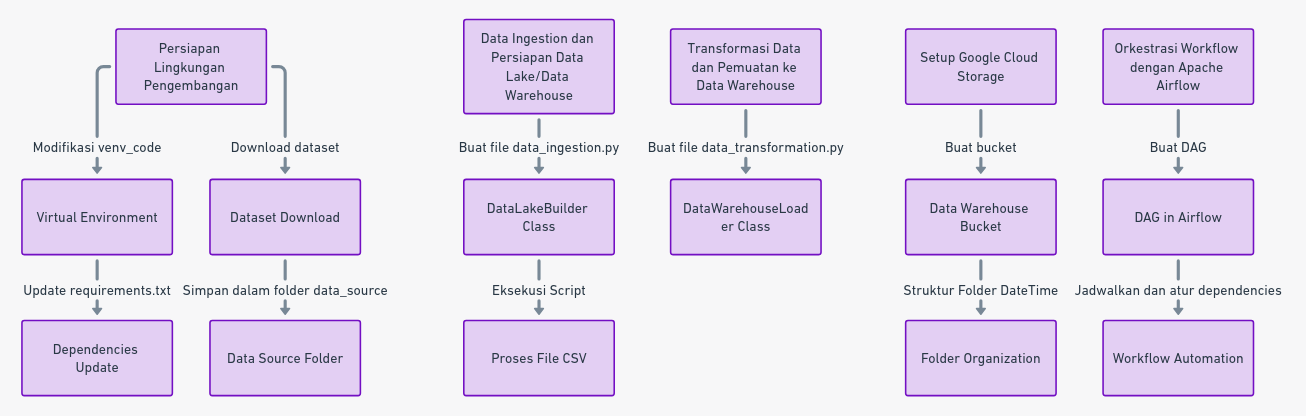 Persiapan
Lingkungan
Pengembangan
Modifikasi venv_code
Download dataset
Virtual Environment
Dataset Download
Update requirements.txt
Simpan dalam folder data_source
Dependencies
Update
Data Source Folder
Data Ingestion dan
Persiapan Data
Lake/Data
Warehouse
Buat file data_ingestion.py
DataLakeBuilder
Class
Eksekusi Script
Proses File CSV
Transformasi Data
dan Pemuatan ke
Data Warehouse
Buat file data_transformation.py
DataWarehouseLoad
er Class
Setup Google Cloud
Storage
Buat bucket
Data Warehouse
Bucket
Struktur Folder DateTime
Folder Organization
Orkestrasi Workflow
dengan Apache
Airflow
Buat DAG
DAG in Airflow
Jadwalkan dan atur dependencies
Workflow Automation